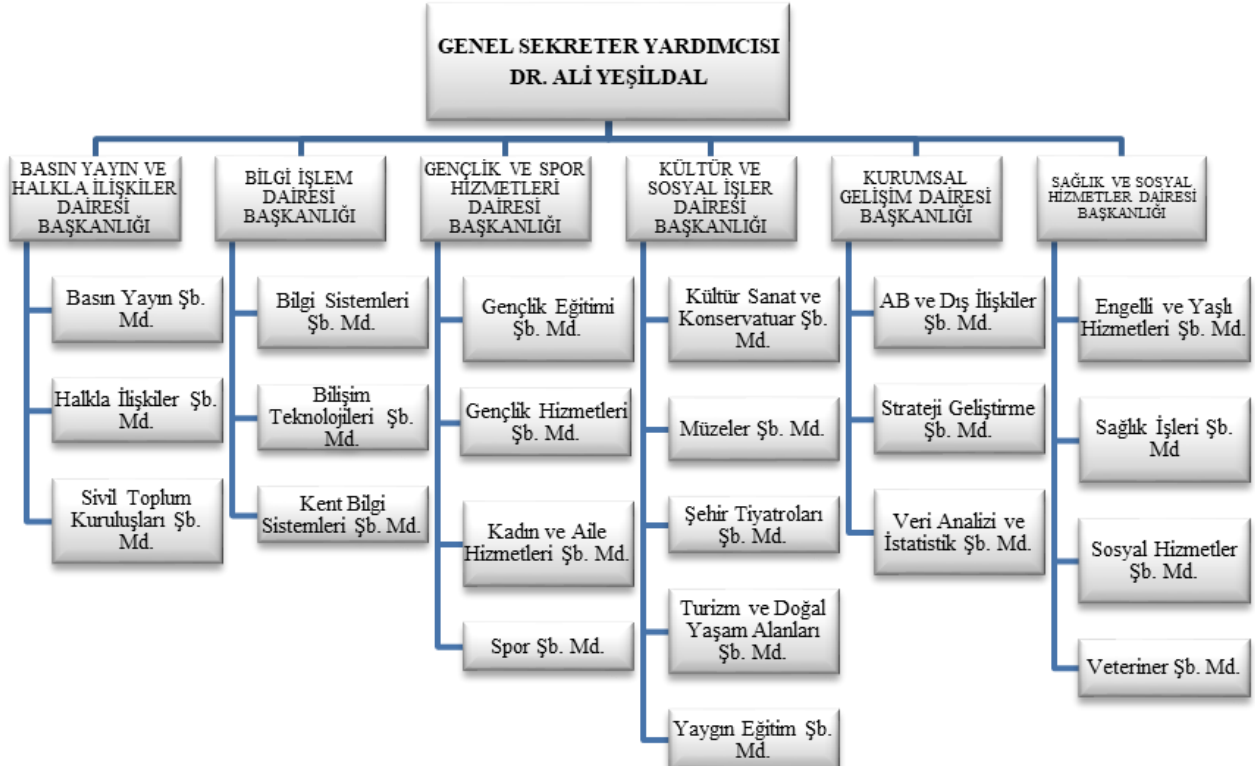 GENEL SEKRETER YARDIMCISI
DR. ALİ YEŞİLDAL
BASIN YAYIN VE
HALKLA İLİŞKİLER
DAİRESİ
BAŞKANLIĞI
BİLGİ İŞLEM
DAİRESİ
BAŞKANLIĞI
GENÇLİK VE SPOR
HİZMETLERİ
DAİRESİ
BAŞKANLIĞI
KÜLTÜR VE
SOSYAL İŞLER
DAİRESİ
BAŞKANLIĞI
KURUMSAL
GELİŞİM DAİRESİ
BAŞKANLIĞI
SAĞLIK VE SOSYAL
HİZMETLER DAİRESİ
BAŞKANLIĞI
Basın Yayın Şb.
Md.
Halkla İlişkiler Şb.
Md.
Sivil Toplum
Kuruluşları Şb.
Md.
Bilgi Sistemleri
Şb. Md.
Bilişim
Teknolojileri Şb.
Md.
Kent Bilgi
Sistemleri Şb. Md.
Gençlik Eğitimi
Şb. Md.
Gençlik Hizmetleri
Şb. Md.
Kadın ve Aile
Hizmetleri Şb. Md.
Spor Şb. Md.
Kültür Sanat ve
Konservatuar Şb.
Md.
Müzeler Şb. Md.
Şehir Tiyatroları
Şb. Md.
Turizm ve Doğal
Yaşam Alanları
Şb. Md.
Yaygın Eğitim Şb.
Md.
AB ve Dış İlişkiler
Şb. Md.
Strateji Geliştirme
Şb. Md.
Veri Analizi ve
İstatistik Şb. Md.
Engelli ve Yaşlı
Hizmetleri Şb. Md.
Sağlık İşleri Şb.
Md
Sosyal Hizmetler
Şb. Md.
Veteriner Şb. Md.